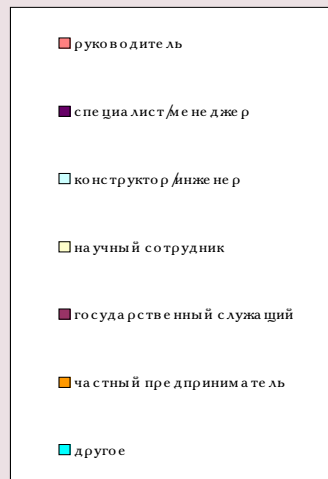 руководитель
специалист/менеджер
конструктор/инженер
научный сотрудник
государственный служащий
частный предприниматель
другое